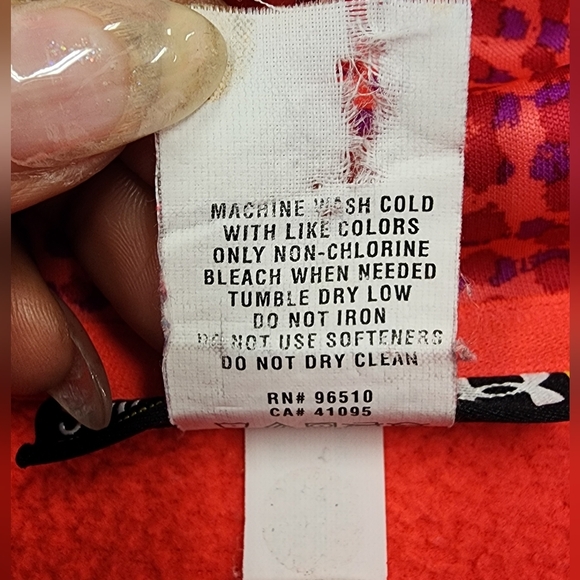 MACHINE WASH COLD
WITH LIKE COLORS
ONLY NON-CHLORINE
BLEACH WHEN NEEDED
TUMBLE DRY LOW
DO NOT IRON
DO NOT USE SOFTENERS
DO NOT DRY CLEAN
RN# 96510
CA# 41095